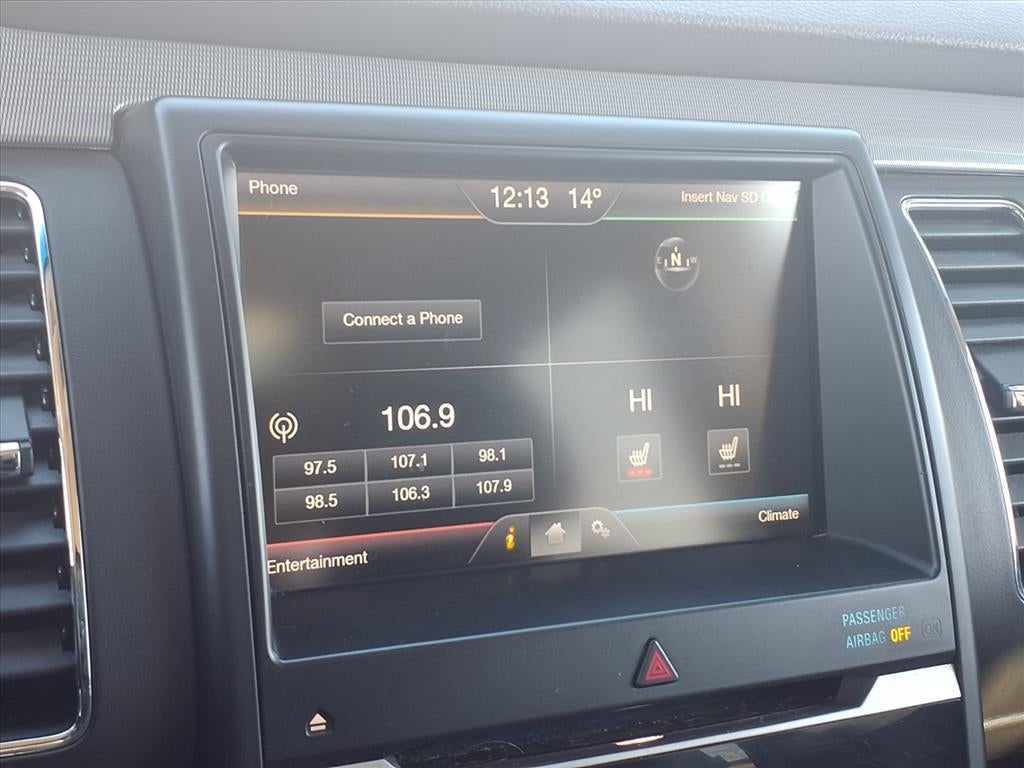 Phone
12:13 14°
Insert Nav SD
E N W
Connect a Phone
106.9
97.5 107.1 98.1
98.5 106.3 107.9
HI HI
Entertainment
i
Climate
PASSENGER
AIRBAG OFF ON